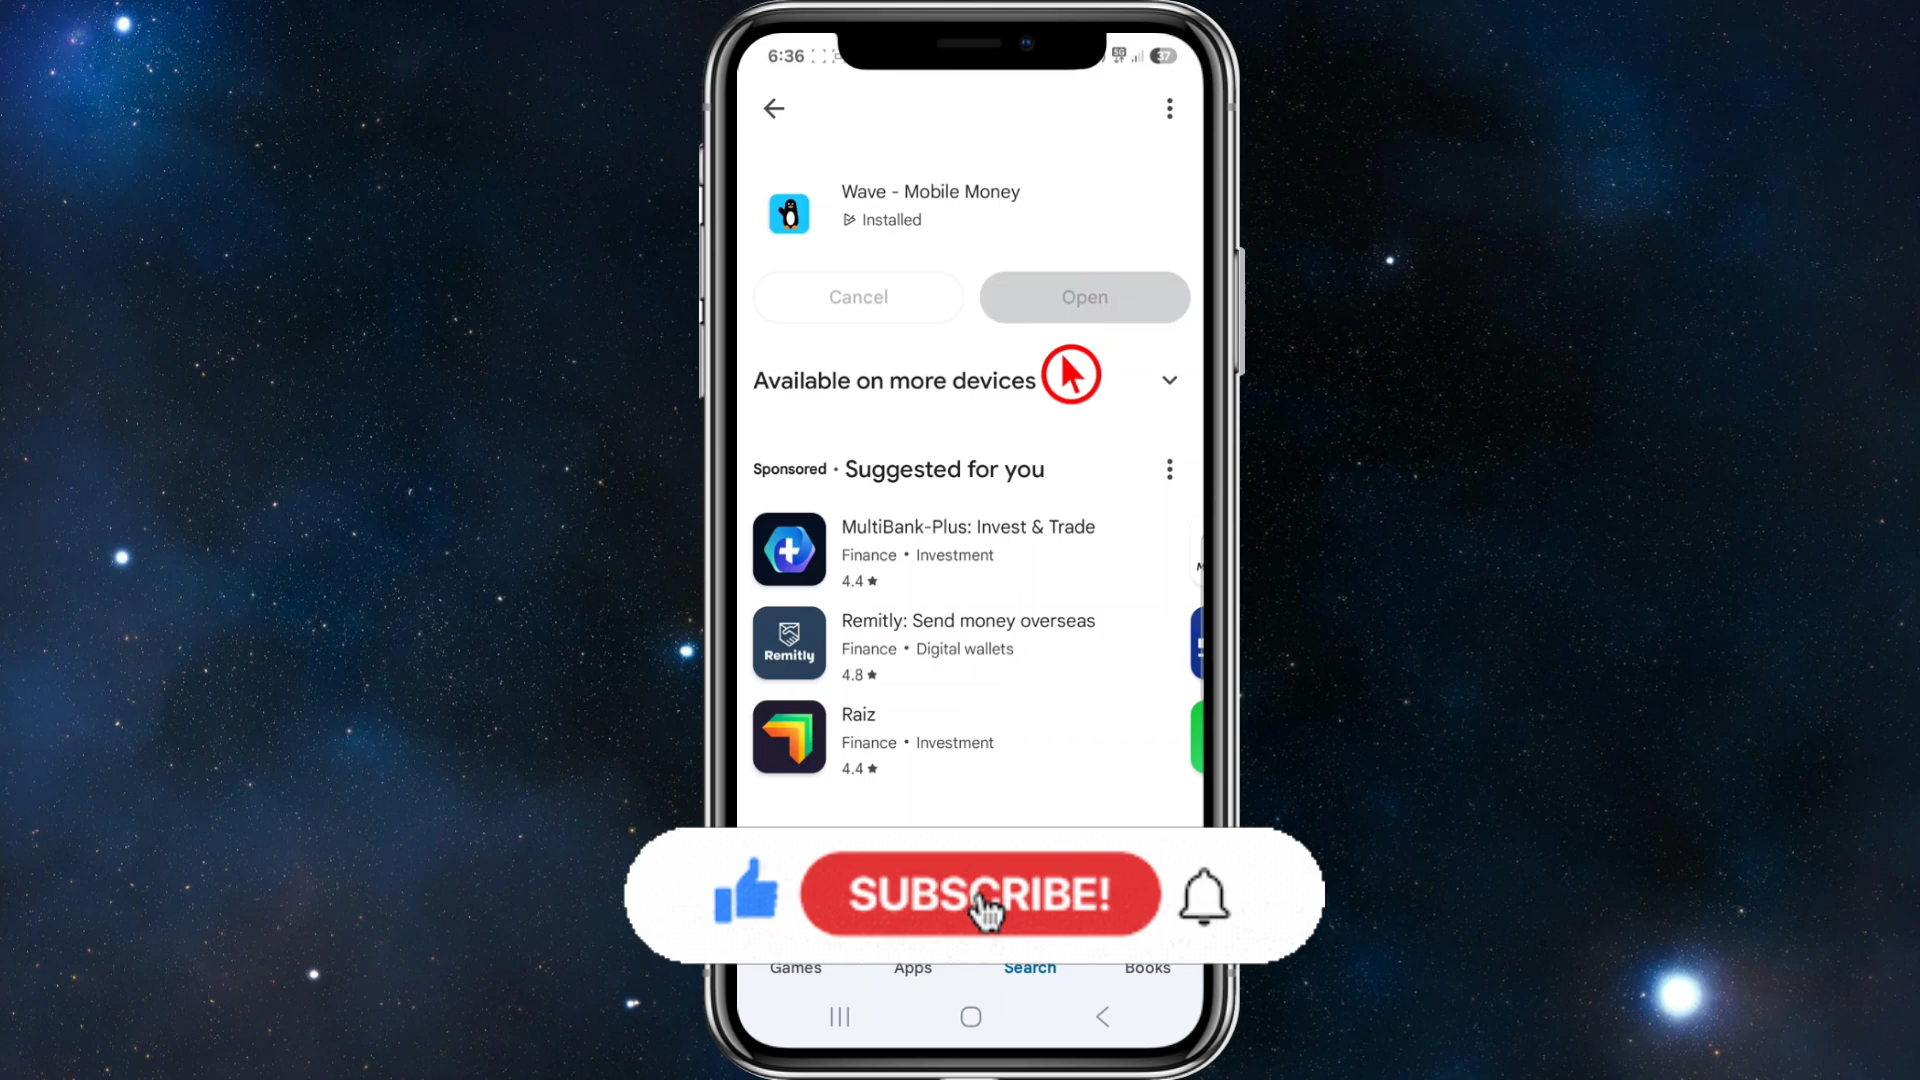 6:36
5G
37
Wave - Mobile Money
Installed
Cancel
Open
Available on more devices
Sponsored • Suggested for you
MultiBank-Plus: Invest & Trade
Finance • Investment
4.4 ★
Remitly: Send money overseas
Remitly
Finance • Digital wallets
4.8 ★
Raiz
Finance • Investment
4.4 ★
SUBSCRIBE!
Games
Apps
Search
Books